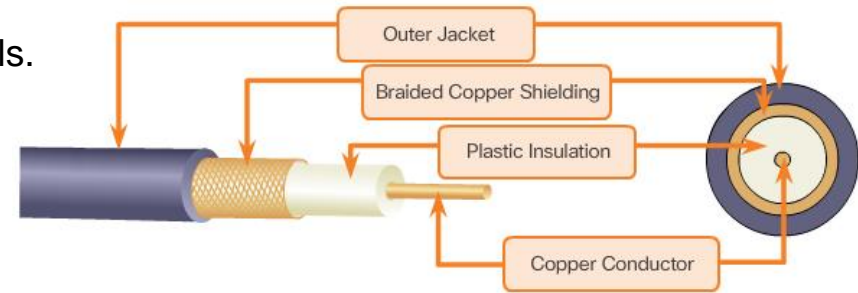 Outer Jacket
ls.
Braided Copper Shielding
Plastic Insulation
Copper Conductor